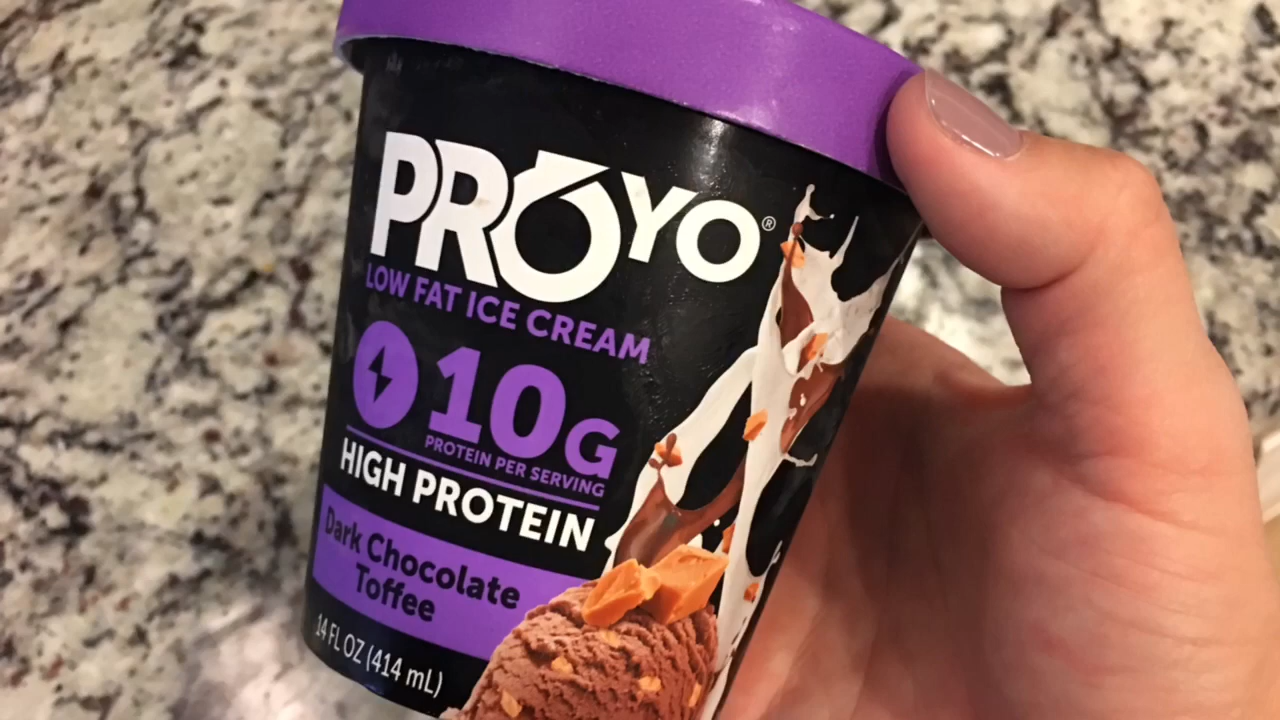 PROYO®
LOW FAT ICE CREAM
10G
PROTEIN PER SERVING
HIGH PROTEIN
Dark Chocolate
Toffee
14 FL OZ (414 mL)